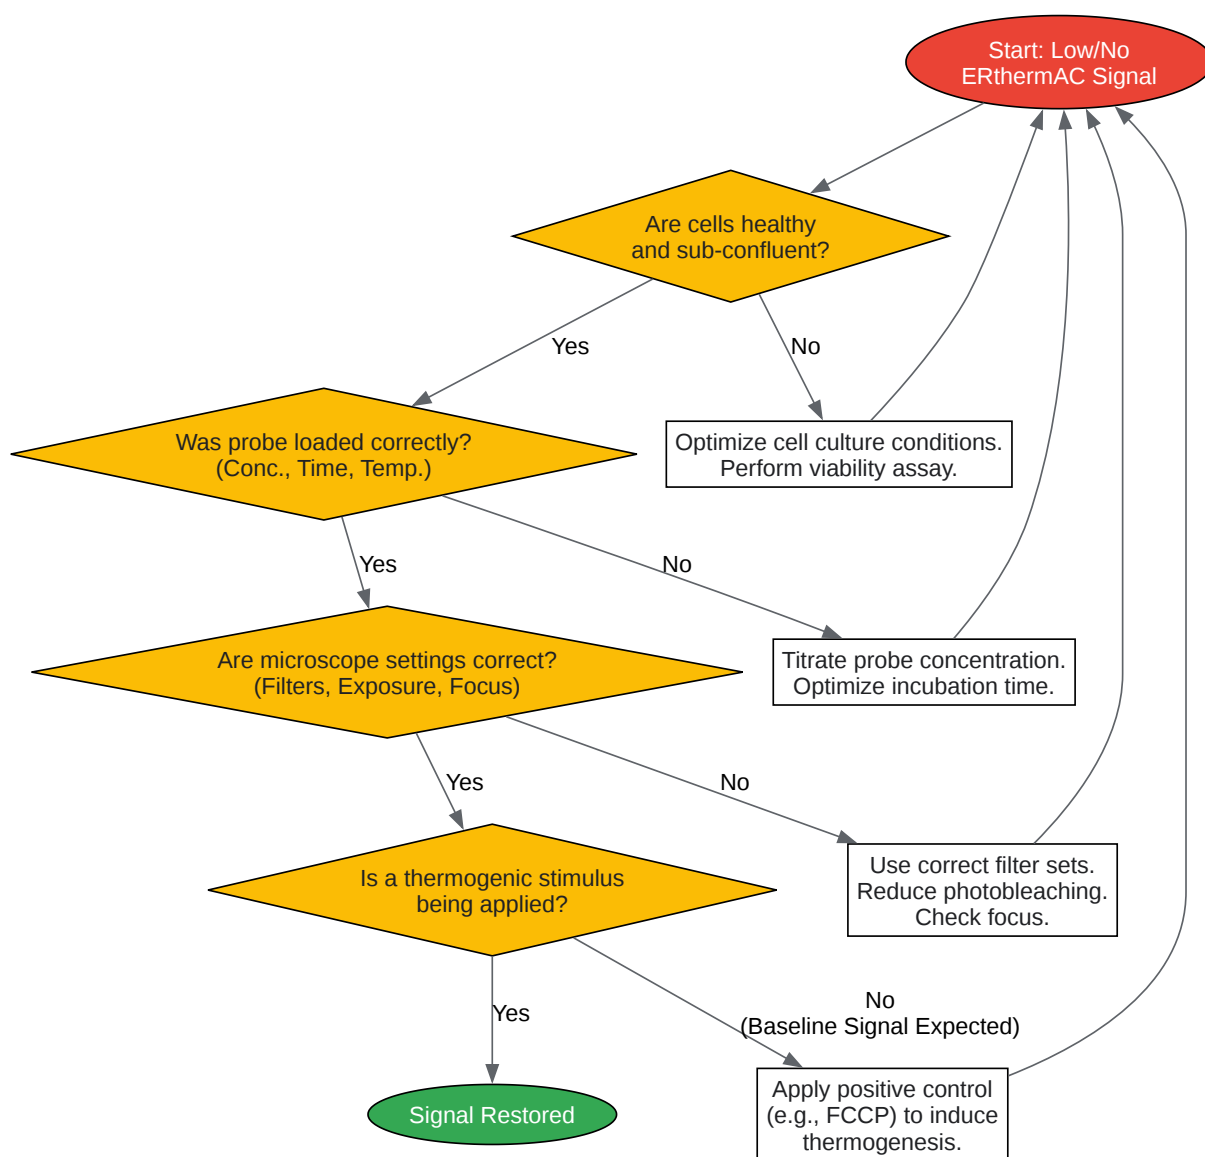 Start: Low/No
ERthermAC Signal
Are cells healthy
and sub-confluent?
Yes
No
Was probe loaded correctly?
(Conc., Time, Temp.)
Optimize cell culture conditions.
Perform viability assay.
Yes
No
Are microscope settings correct?
(Filters, Exposure, Focus)
Titrate probe concentration.
Optimize incubation time.
Yes
No
Is a thermogenic stimulus
being applied?
Use correct filter sets.
Reduce photobleaching.
Check focus.
Yes
No
(Baseline Signal Expected)
Signal Restored
Apply positive control
(e.g., FCCP) to induce
thermogenesis.